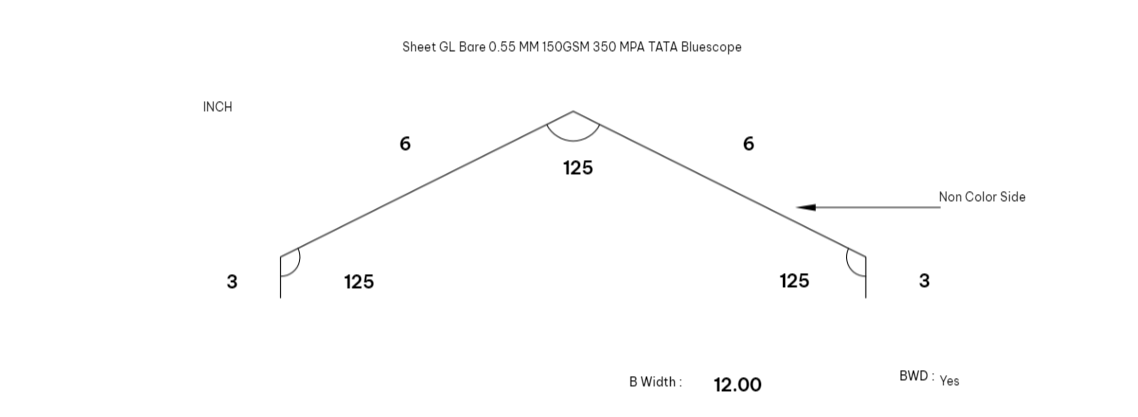 Sheet GL Bare 0.55 MM 150GSM 350 MPA TATA Bluescope
INCH
6
6
125
Non Color Side
3
125
125
3
B Width : 12.00
BWD : Yes